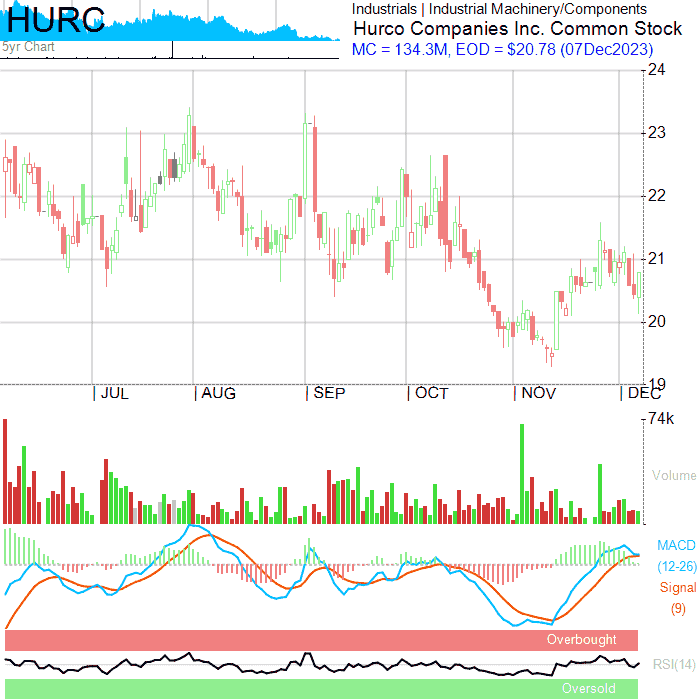 HURC
5yr Chart
Industrials | Industrial Machinery/Components
Hurco Companies Inc. Common Stock
MC = 134.3M, EOD = $20.78 (07Dec2023)
24
23
22
21
20
19
JUL AUG SEP OCT NOV DEC
74k
Volume
MACD
(12-26)
Signal
(9)
Overbought
RSI(14)
Oversold